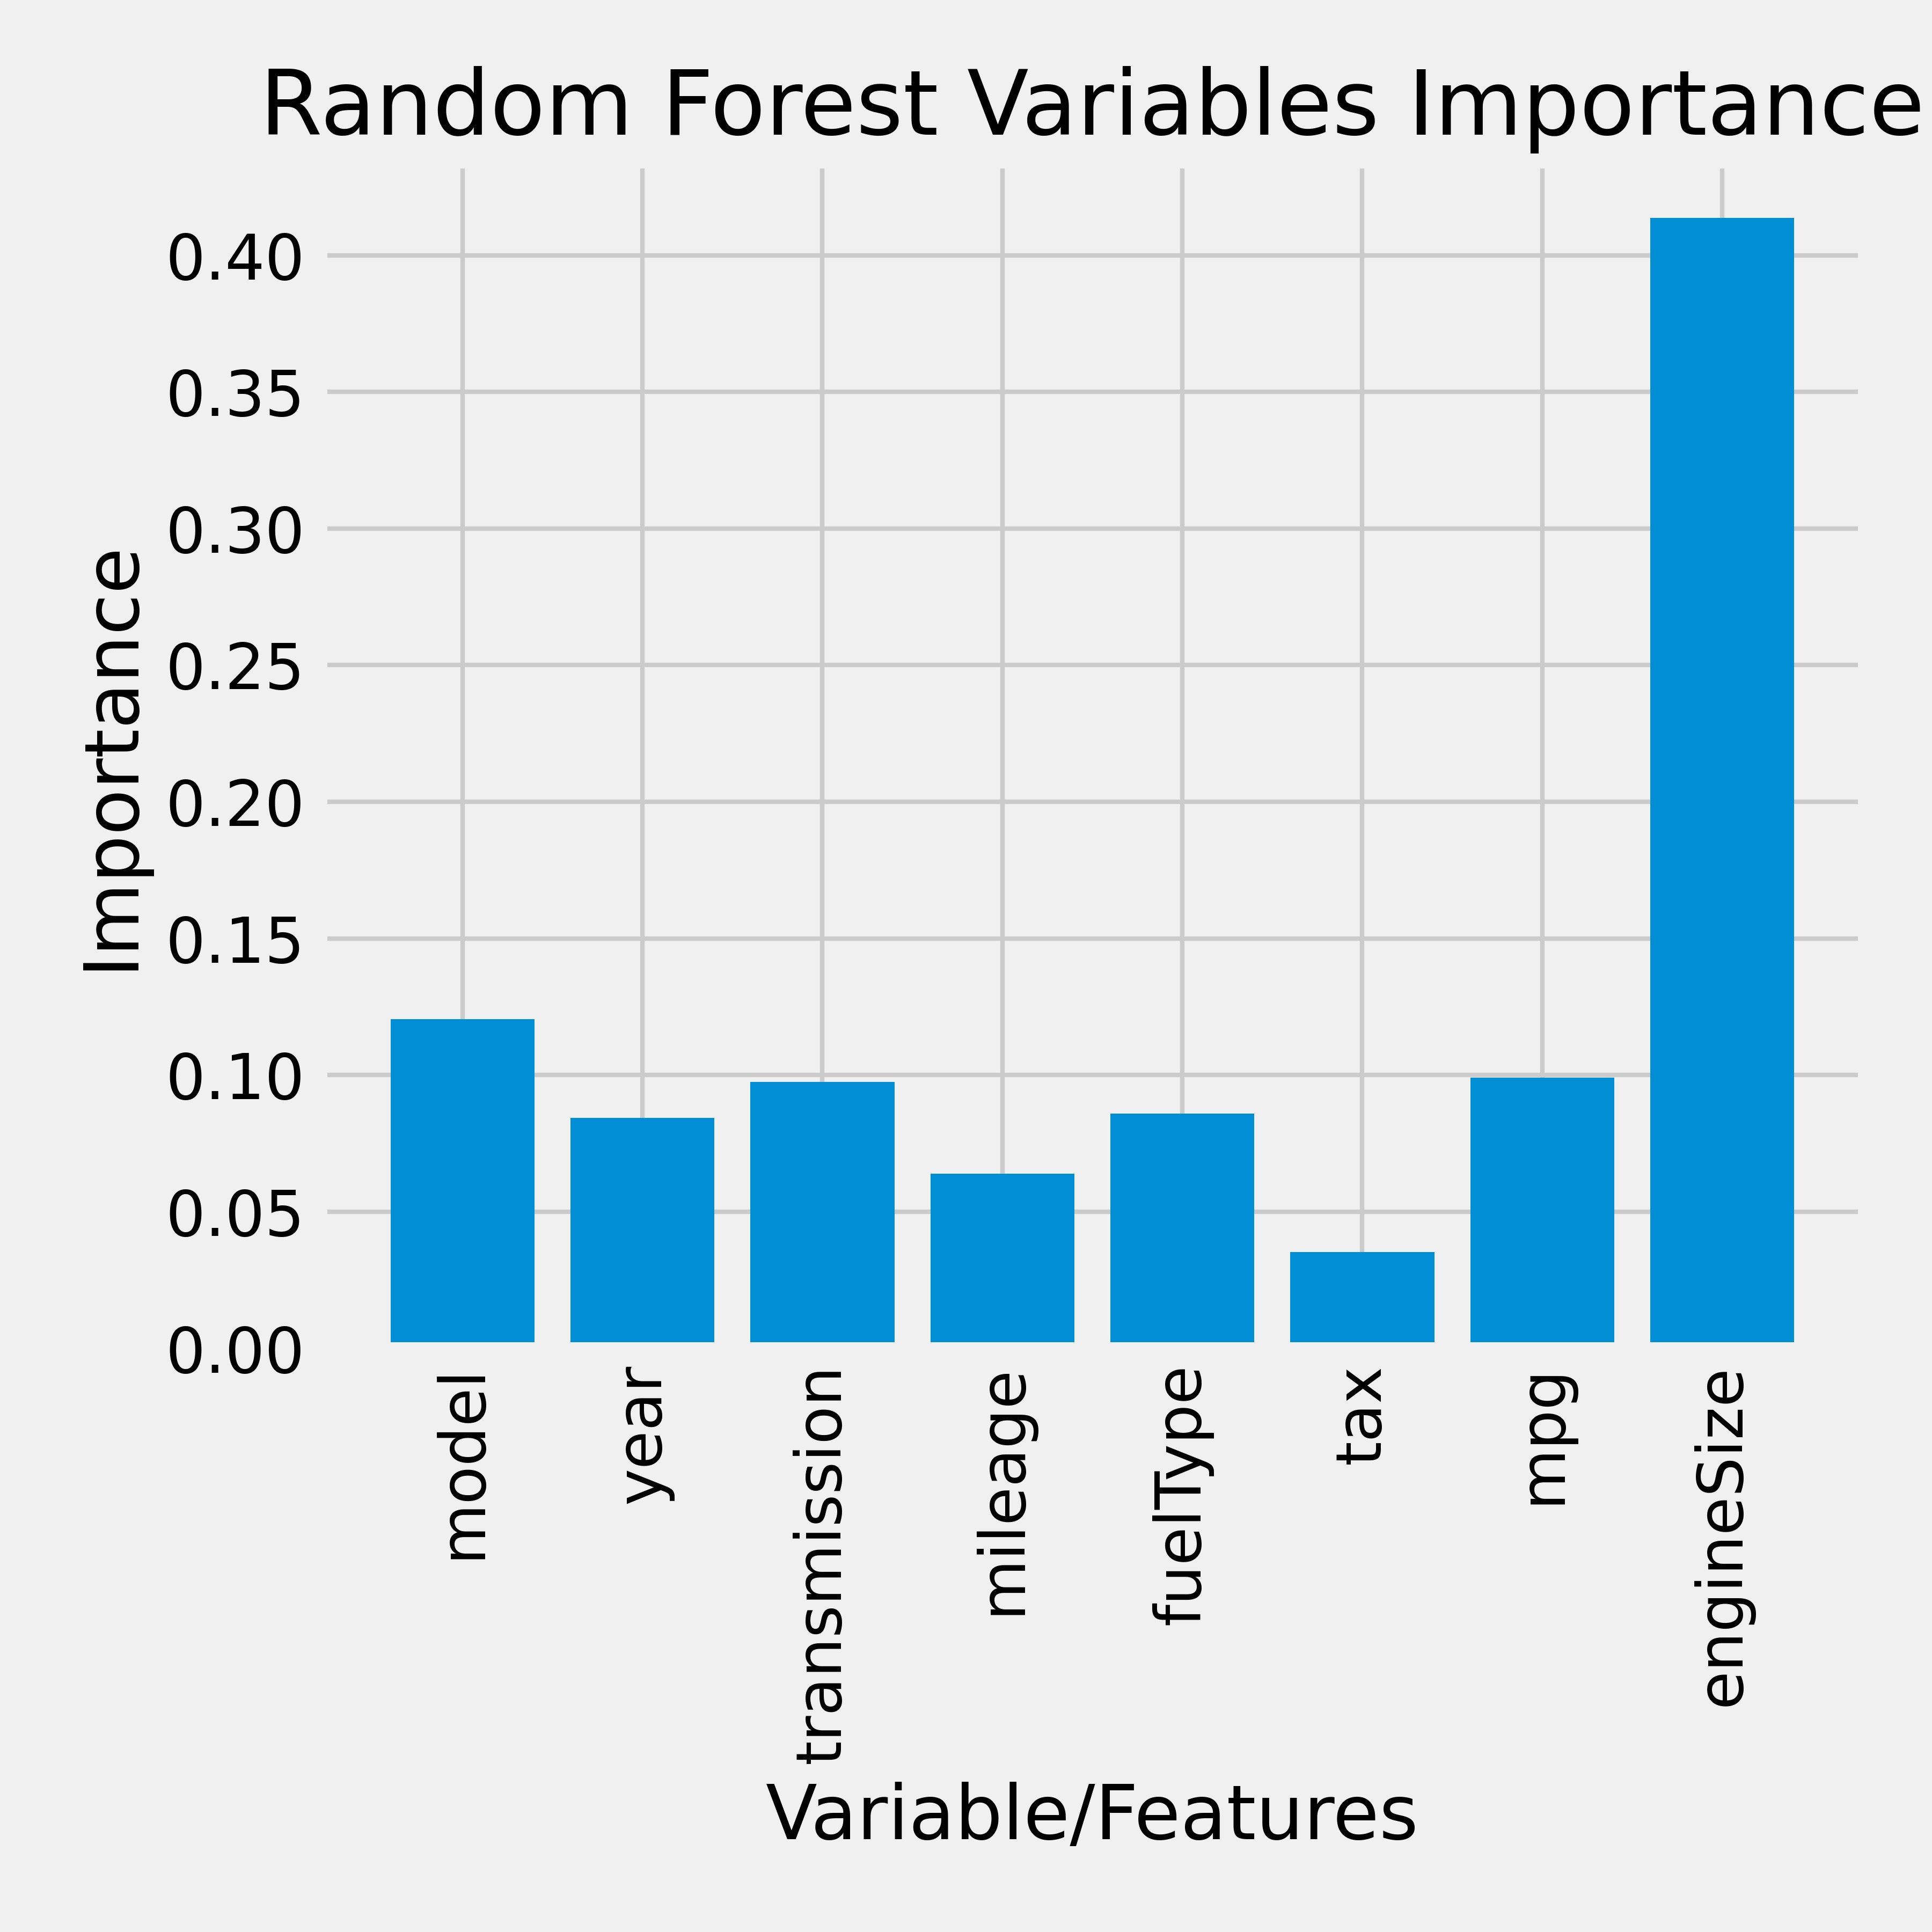 Random Forest Variables Importance
Importance
0.40
0.35
0.30
0.25
0.20
0.15
0.10
0.05
0.00
model
year
transmission
mileage
fuelType
tax
mpg
engineSize
Variable/Features